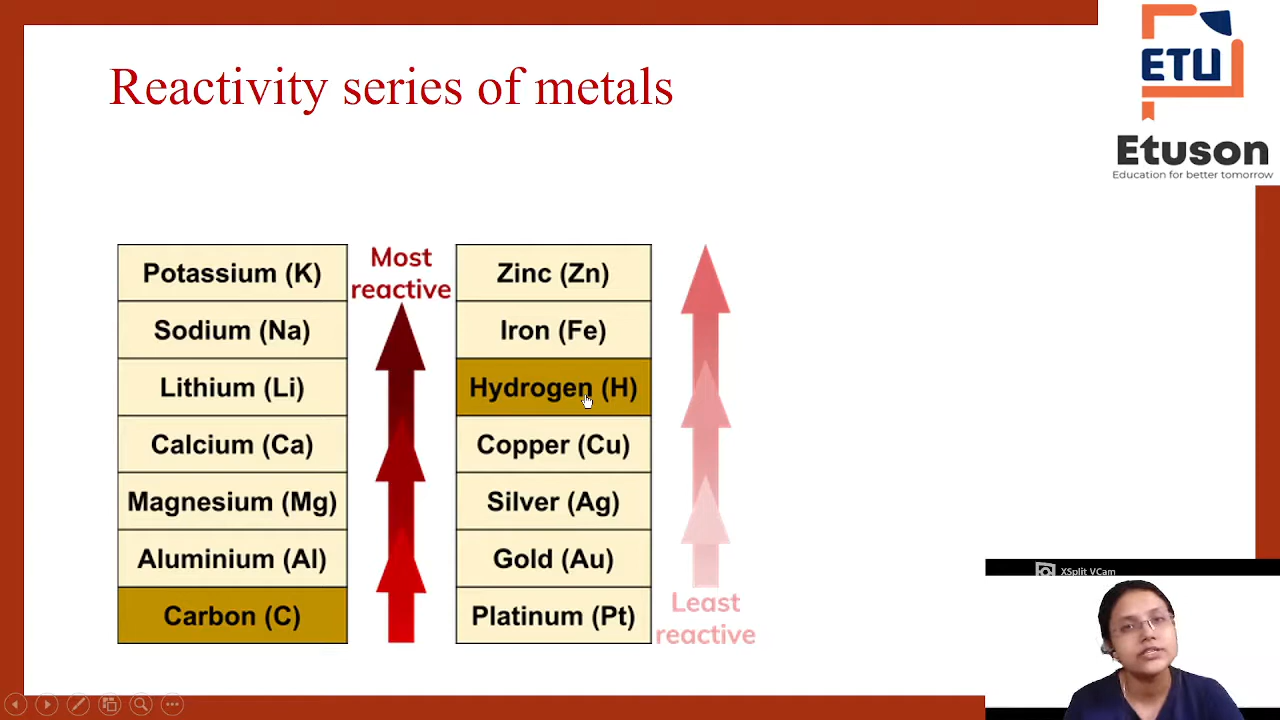 Reactivity series of metals
ETU
Etuson
Education for better tomorrow
Potassium (K)
Sodium (Na)
Lithium (Li)
Calcium (Ca)
Magnesium (Mg)
Aluminium (Al)
Carbon (C)
Most
reactive
Zinc (Zn)
Iron (Fe)
Hydrogen (H)
Copper (Cu)
Silver (Ag)
Gold (Au)
Platinum (Pt)
Least
reactive
XSplit VCam